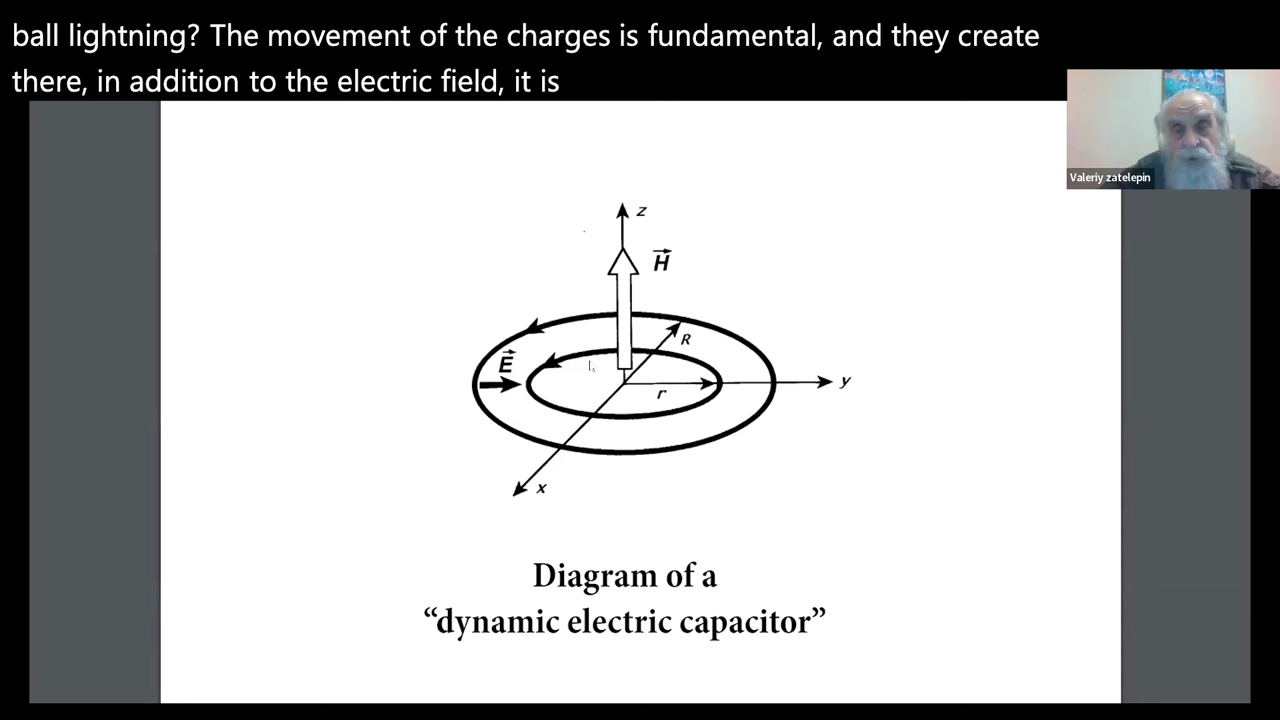 ball lightning? The movement of the charges is fundamental, and they create
there, in addition to the electric field, it is
Valeriy zatelepin
z
H
R
E
r
y
x
Diagram of a
“dynamic electric capacitor”